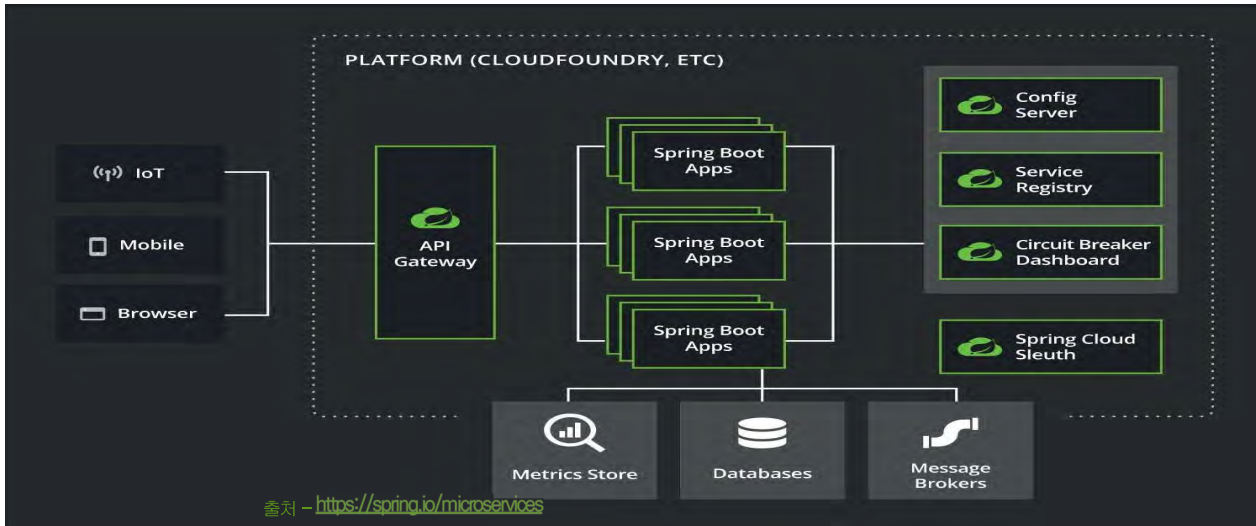 PLATFORM (CLOUDFOUNDRY, ETC)
IoT
Mobile
Browser
API
Gateway
Spring Boot
Apps
Spring Boot
Apps
Spring Boot
Apps
Config
Server
Service
Registry
Circuit Breaker
Dashboard
Spring Cloud
Sleuth
Metrics Store
Databases
Message
Brokers
출처 – https://spring.io/microservices